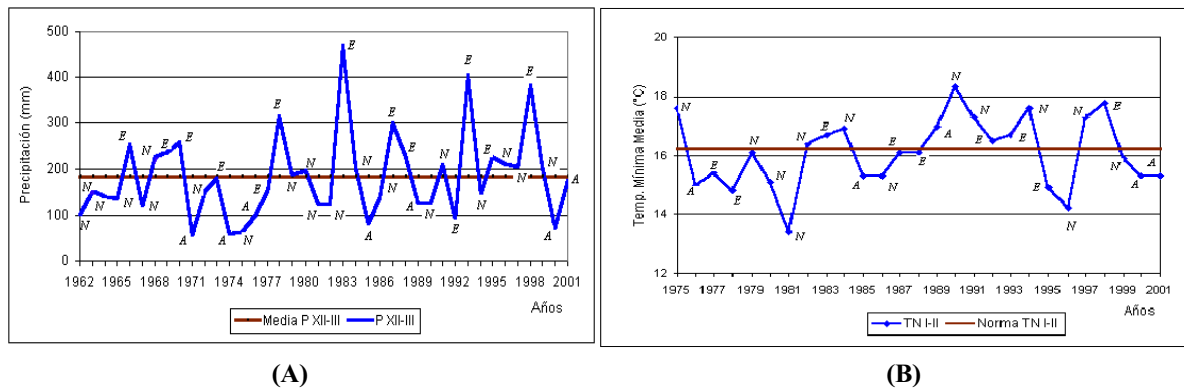 Precipitación (mm)
500
400
300
200
100
0
E N N N N E N E E E A N E A A N E E N N N N E N A N E E A N N E E N E N N E N A A
1962 1965 1968 1971 1974 1977 1980 1983 1986 1989 1992 1995 1998 2001
Años
Media P XII-III P XII-III
(A)
Temp. Mínima Media (°C)
20
18
16
14
12
N A E E N N N N E N A N E E A N N E E N E N N E N A A
1975 1977 1979 1981 1983 1985 1987 1989 1991 1993 1995 1997 1999 2001
Años
TN I-II Norma TN I-II
(B)